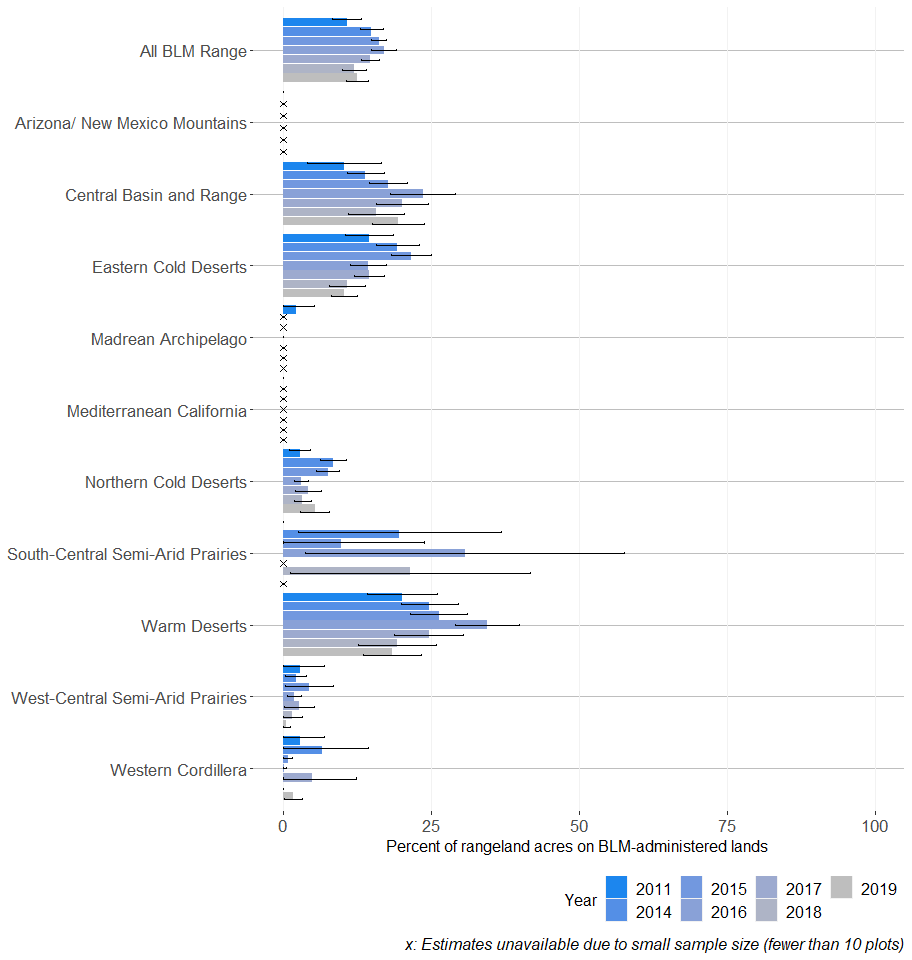 All BLM Range
Arizona/ New Mexico Mountains
Central Basin and Range
Eastern Cold Deserts
Madrean Archipelago
Mediterranean California
Northern Cold Deserts
South-Central Semi-Arid Prairies
Warm Deserts
West-Central Semi-Arid Prairies
Western Cordillera
0 25 50 75 100
Percent of rangeland acres on BLM-administered lands
Year
2011 2015 2017 2019
2014 2016 2018
x: Estimates unavailable due to small sample size (fewer than 10 plots)